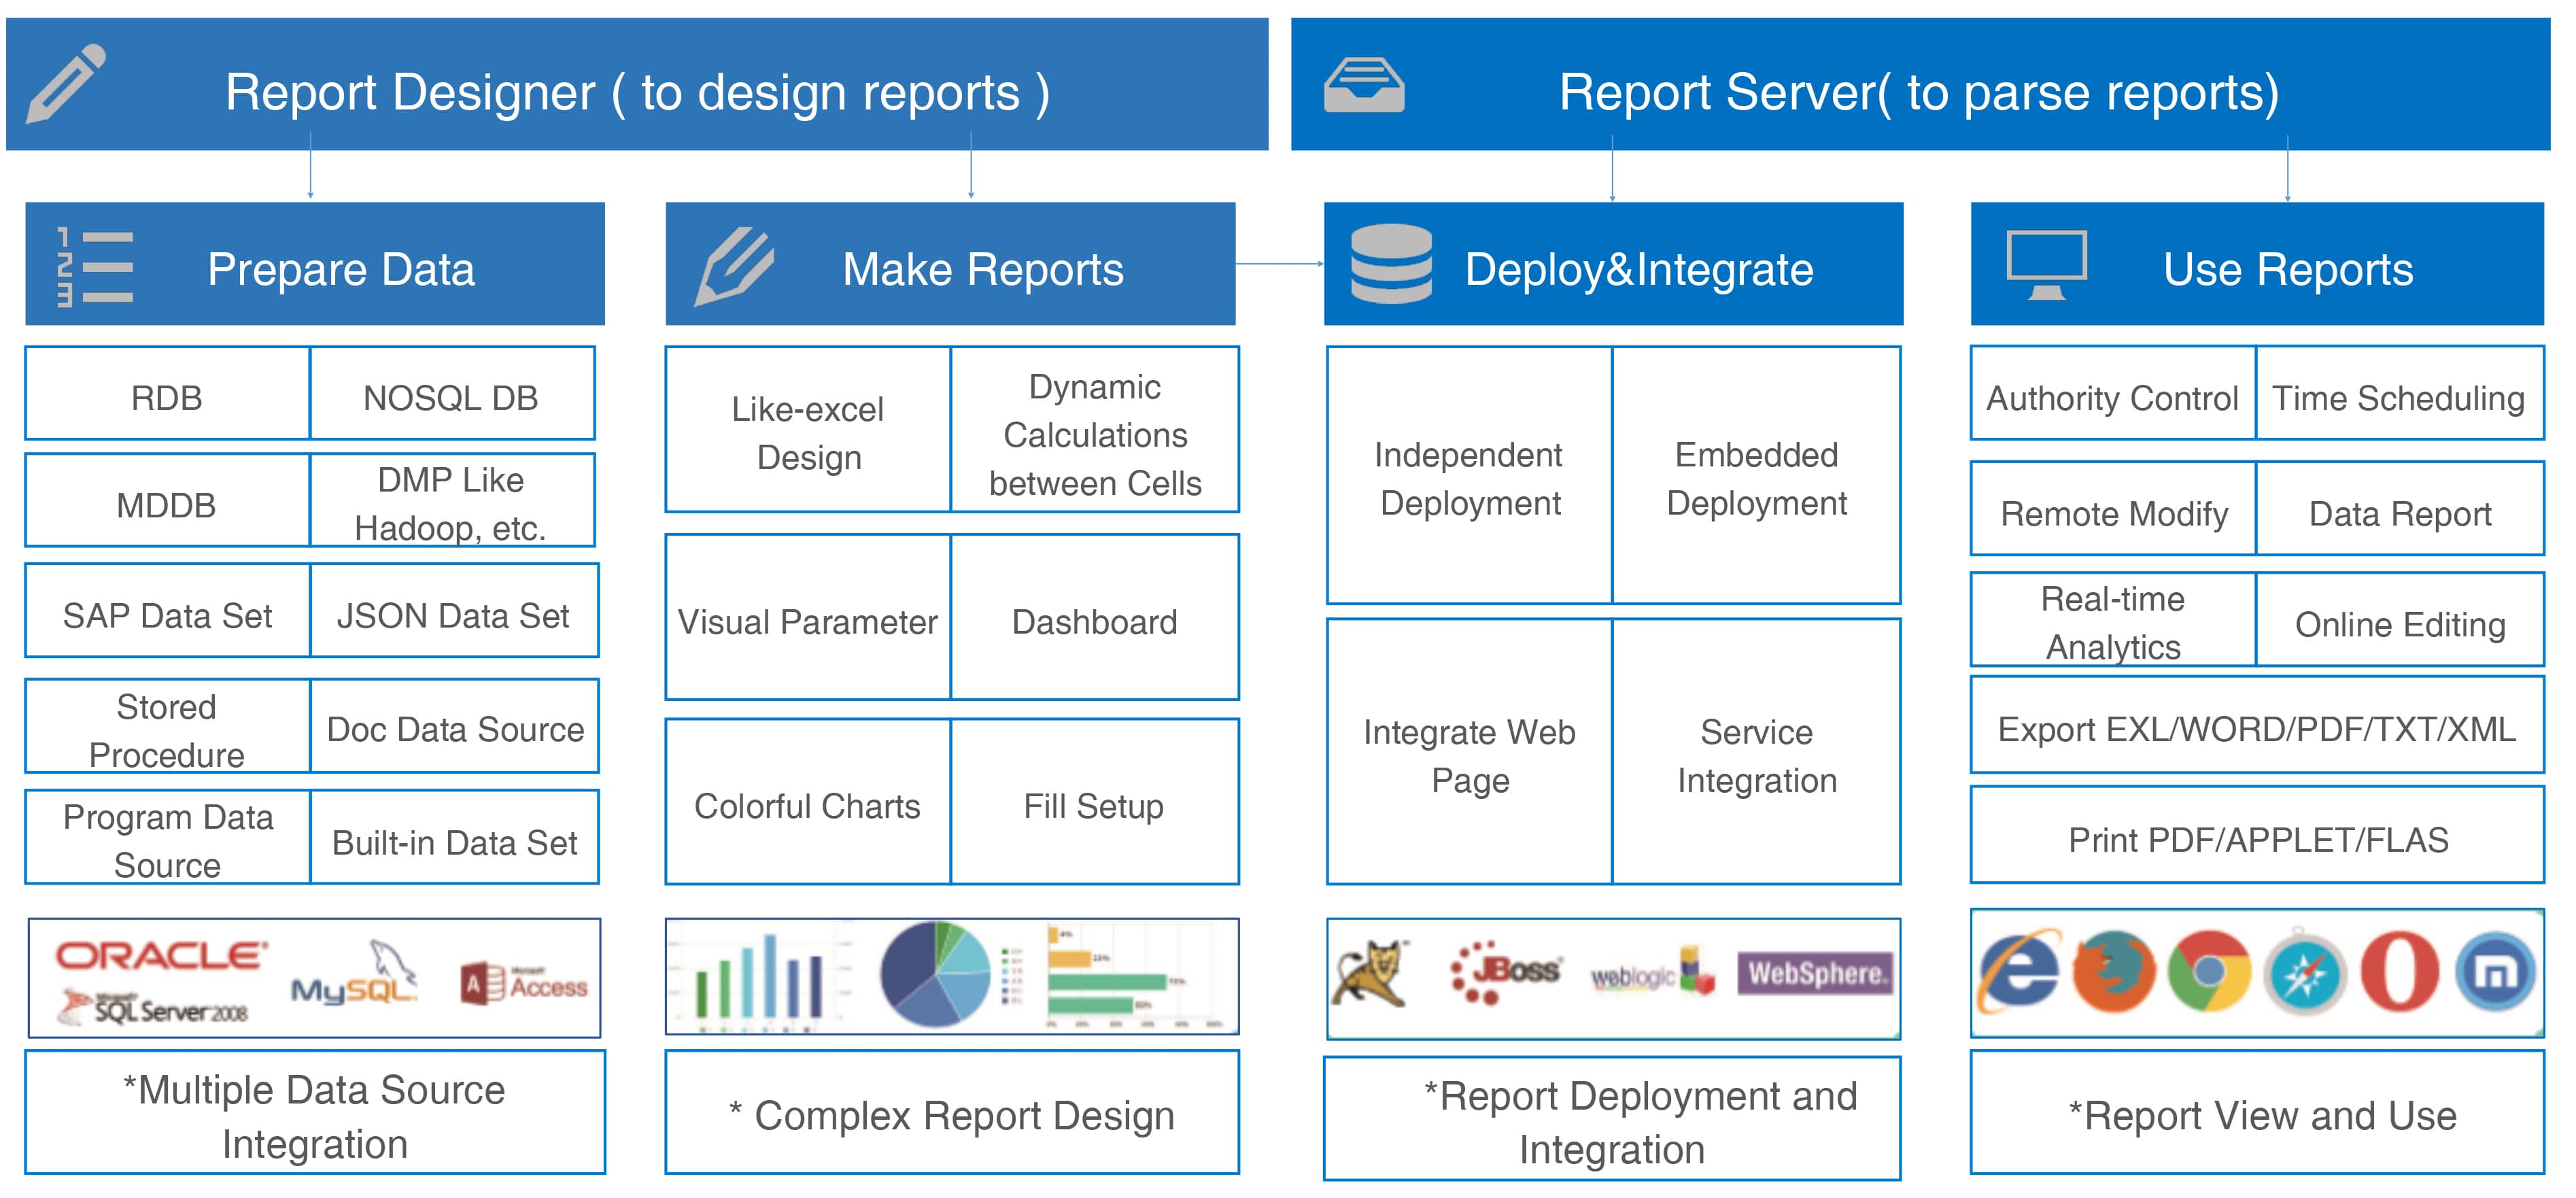 Report Designer ( to design reports )
Report Server( to parse reports)
1
2
3
Prepare Data
Make Reports
Deploy&Integrate
Use Reports
RDB
NOSQL DB
MDDB
DMP Like
Hadoop, etc.
SAP Data Set
JSON Data Set
Stored
Procedure
Doc Data Source
Program Data
Source
Built-in Data Set
ORACLE
MySQL
Microsoft
Access
SQL Server 2008
*Multiple Data Source
Integration
Like-excel
Design
Dynamic
Calculations
between Cells
Visual Parameter
Dashboard
Colorful Charts
Fill Setup
* Complex Report Design
Independent
Deployment
Embedded
Deployment
Integrate Web
Page
Service
Integration
JBoss
weblogic
WebSphere.
*Report Deployment and
Integration
Authority Control
Time Scheduling
Remote Modify
Data Report
Real-time
Analytics
Online Editing
Export EXL/WORD/PDF/TXT/XML
Print PDF/APPLET/FLAS
*Report View and Use